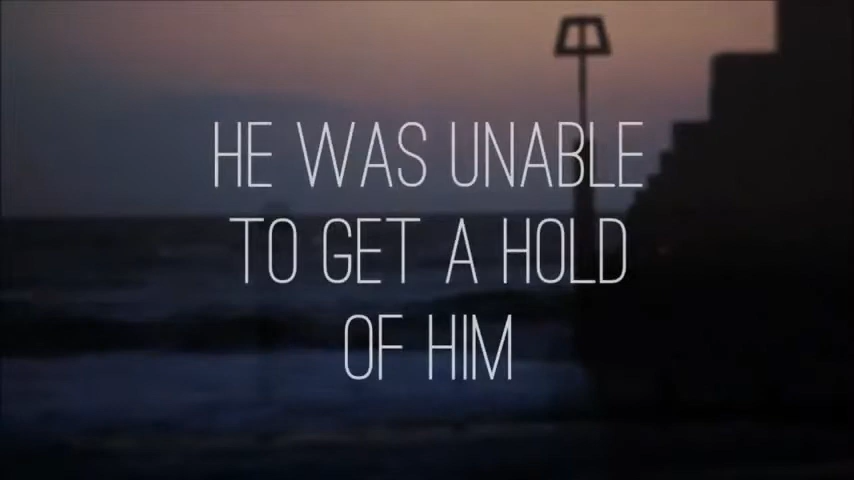 HE WAS UNABLE
TO GET A HOLD
OF HIM